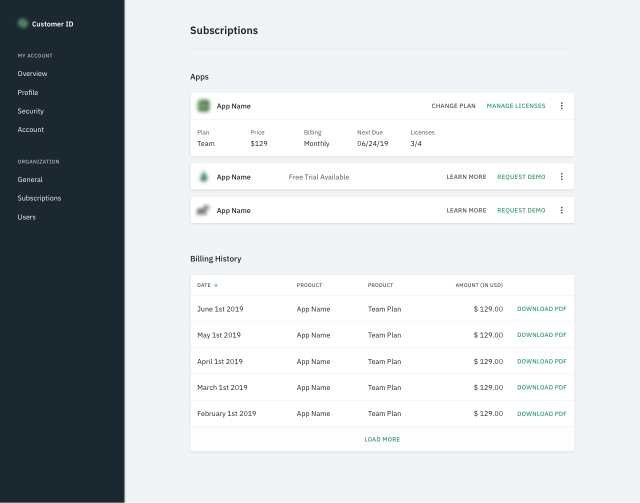 Customer ID
MY ACCOUNT
Overview
Profile
Security
Account
ORGANIZATION
General
Subscriptions
Users
Subscriptions
Apps
App Name CHANGE PLAN MANAGE LICENSES
Plan Price Billing Next Due Licenses
Team $129 Monthly 06/24/19 3/4
App Name Free Trial Available LEARN MORE REQUEST DEMO
App Name LEARN MORE REQUEST DEMO
Billing History
DATE PRODUCT PRODUCT AMOUNT (IN USD)
June 1st 2019 App Name Team Plan $ 129.00 DOWNLOAD PDF
May 1st 2019 App Name Team Plan $ 129.00 DOWNLOAD PDF
April 1st 2019 App Name Team Plan $ 129.00 DOWNLOAD PDF
March 1st 2019 App Name Team Plan $ 129.00 DOWNLOAD PDF
February 1st 2019 App Name Team Plan $ 129.00 DOWNLOAD PDF
LOAD MORE